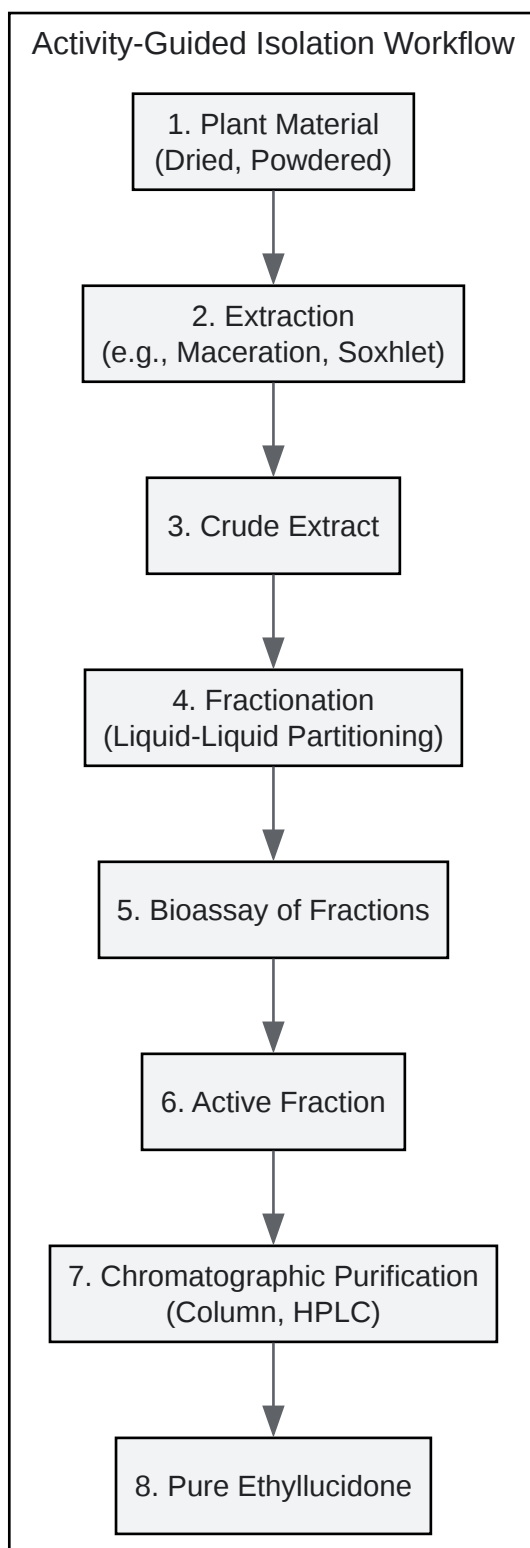 Activity-Guided Isolation Workflow
1. Plant Material
(Dried, Powdered)
2. Extraction
(e.g., Maceration, Soxhlet)
3. Crude Extract
4. Fractionation
(Liquid-Liquid Partitioning)
5. Bioassay of Fractions
6. Active Fraction
7. Chromatographic Purification
(Column, HPLC)
8. Pure Ethyllucidone